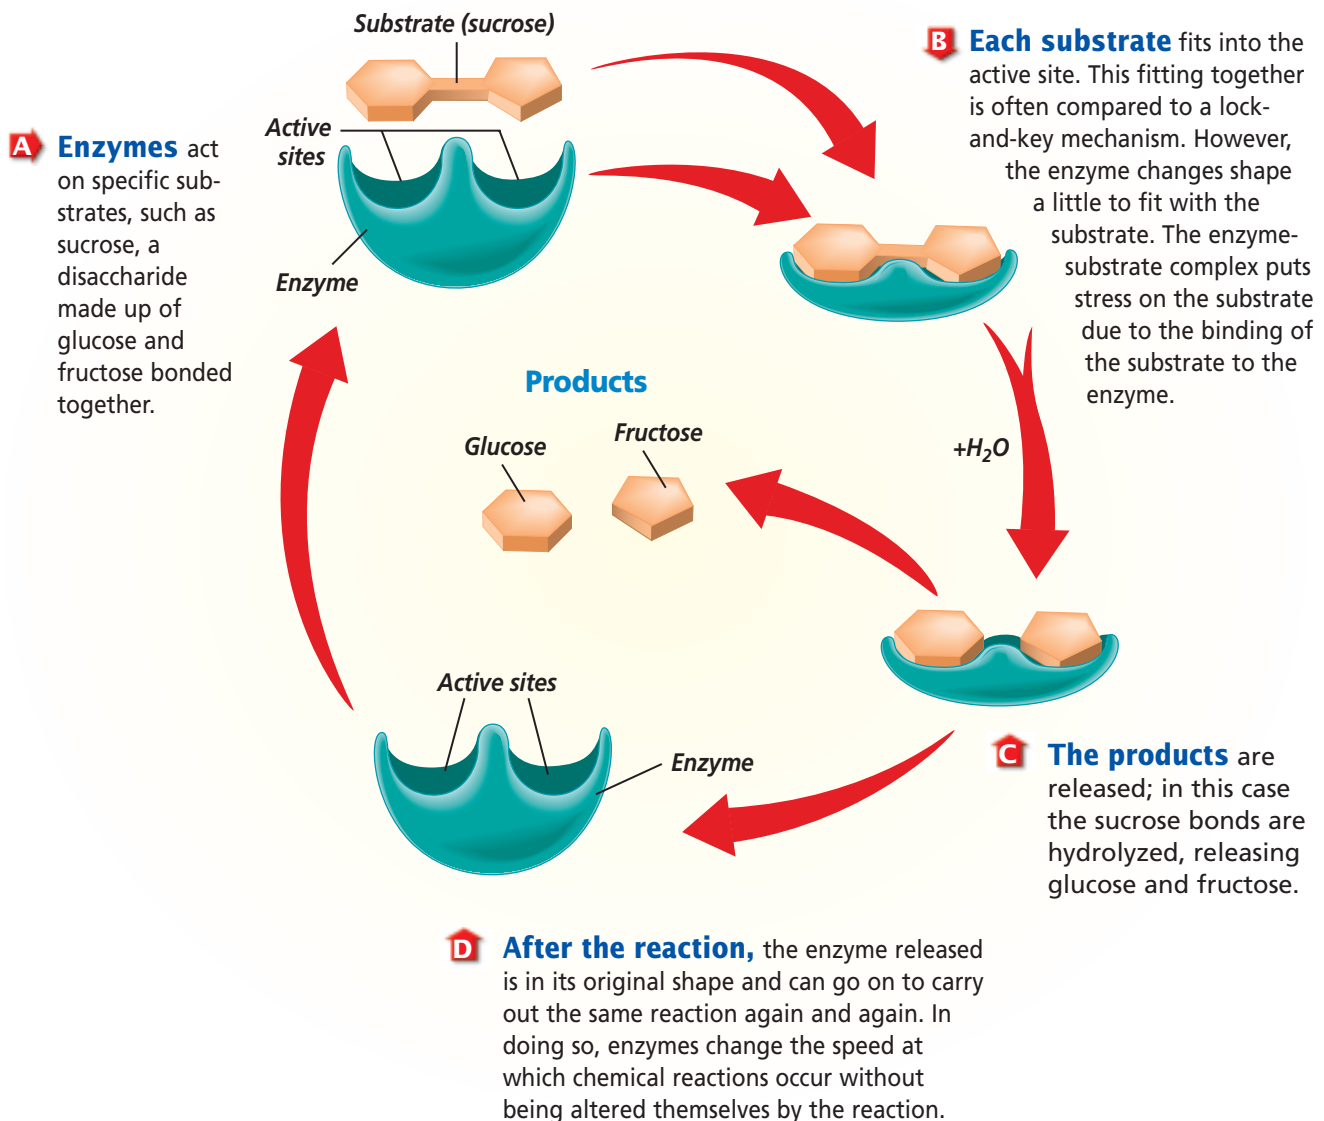 Substrate (sucrose)
Active
sites
Enzyme
A Enzymes act
on specific sub-
strates, such as
sucrose, a
disaccharide
made up of
glucose and
fructose bonded
together.
B Each substrate fits into the
active site. This fitting together
is often compared to a lock-
and-key mechanism. However,
the enzyme changes shape
a little to fit with the
substrate. The enzyme-
substrate complex puts
stress on the substrate
due to the binding of
the substrate to the
enzyme.
Products
Glucose
Fructose
+H₂O
Active sites
Enzyme
C The products are
released; in this case
the sucrose bonds are
hydrolyzed, releasing
glucose and fructose.
D After the reaction, the enzyme released
is in its original shape and can go on to carry
out the same reaction again and again. In
doing so, enzymes change the speed at
which chemical reactions occur without
being altered themselves by the reaction.